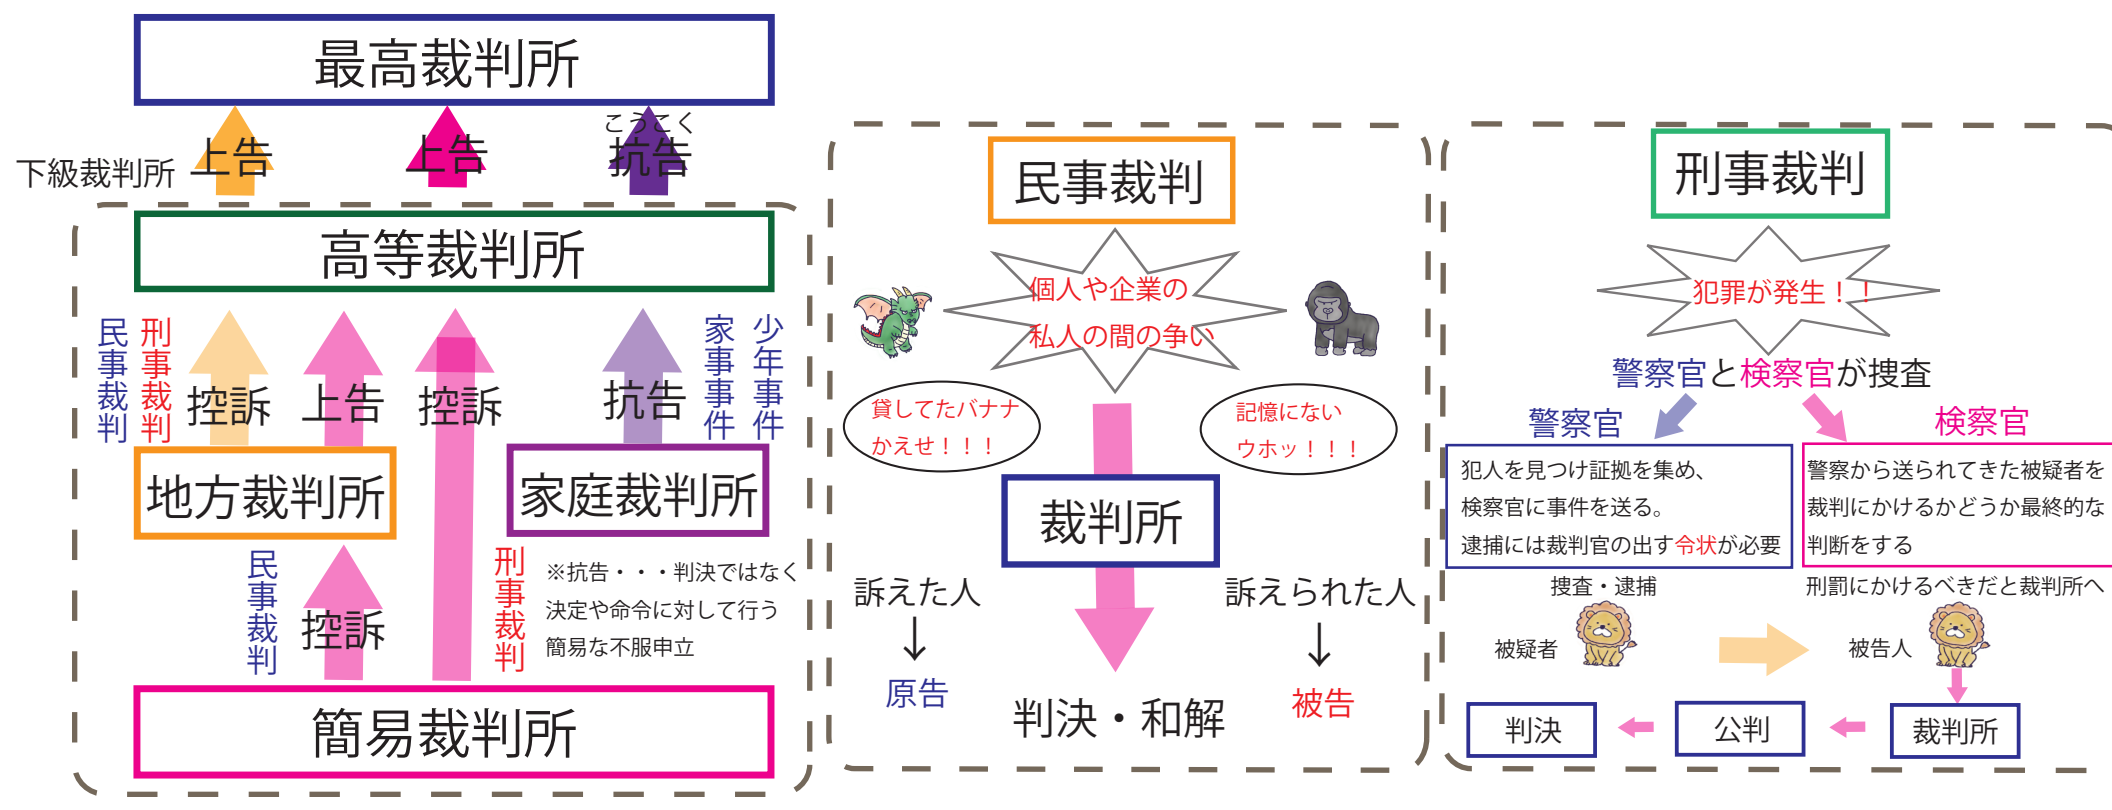 最高裁判所
上告
上告
こうこく
抗告
下級裁判所
高等裁判所
民事裁判
刑事裁判
控訴
上告
控訴
抗告
家事事件
少年事件
地方裁判所
家庭裁判所
民事裁判
控訴
刑事裁判
※抗告・・・判決ではなく
決定や命令に対して行う
簡易な不服申立
簡易裁判所
民事裁判
個人や企業の
私人の間の争い
貸してたバナナ
かえせ！！！
記憶にない
ウホッ！！！
裁判所
訴えた人
↓
原告
訴えられた人
↓
被告
判決・和解
刑事裁判
犯罪が発生！！
警察官と検察官が捜査
警察官
犯人を見つけ証拠を集め、
検察官に事件を送る。
逮捕には裁判官の出す令状が必要
検察官
警察から送られてきた被疑者を
裁判にかけるかどうか最終的な
判断をする
捜査・逮捕
刑罰にかけるべきだと裁判所へ
被疑者
被告人
裁判所
公判
判決